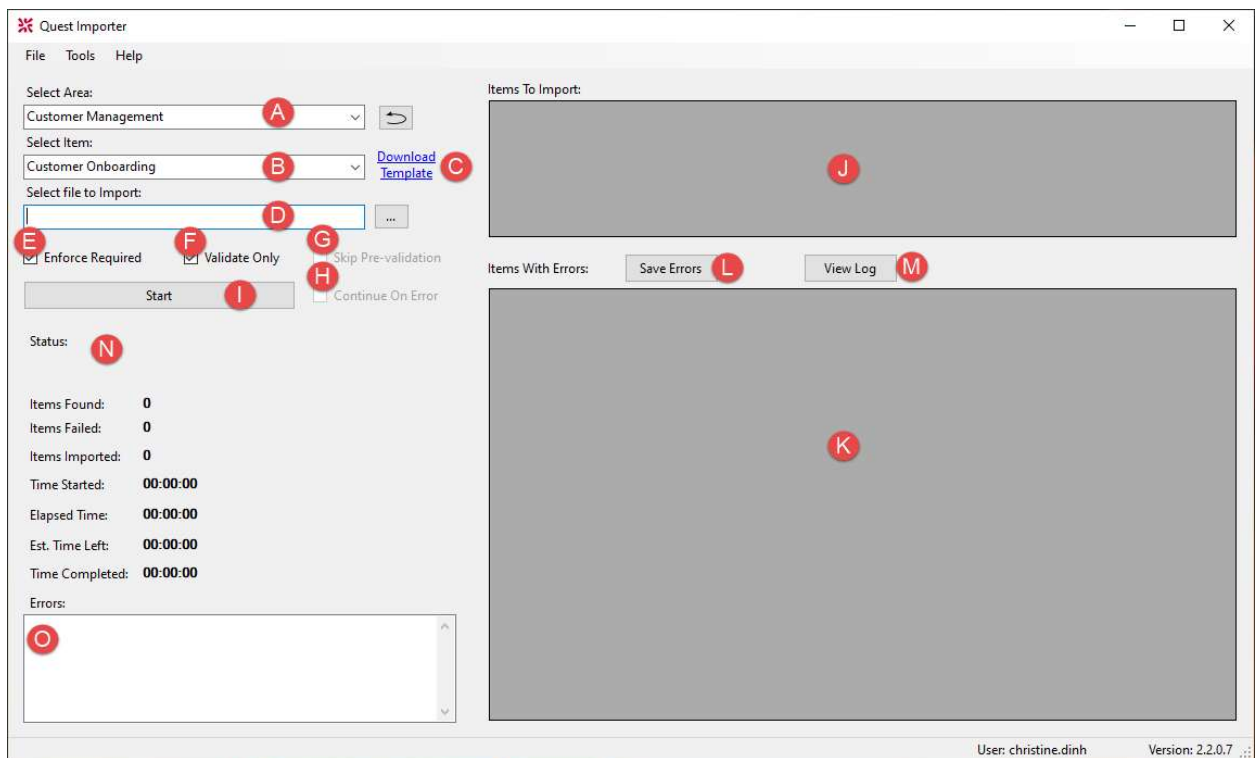 Quest Importer
File Tools Help
Select Area:
Customer Management A
Select Item:
Customer Onboarding B
Download
Template C
Select file to Import:
D ...
E Enforce Required F Validate Only G Skip Pre-validation
Start I H Continue On Error
Status: N
Items Found: 0
Items Failed: 0
Items Imported: 0
Time Started: 00:00:00
Elapsed Time: 00:00:00
Est. Time Left: 00:00:00
Time Completed: 00:00:00
Errors:
O
Items To Import:
J
Items With Errors: Save Errors L View Log M
K
User: christine.dinh Version: 2.2.0.7